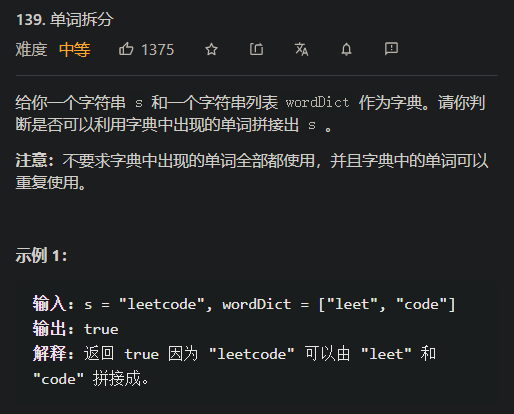 139. 单词拆分
难度 中等 1375
给你一个字符串 s 和一个字符串列表 wordDict 作为字典。请你判
断是否可以利用字典中出现的单词拼接出 s 。
注意：不要求字典中出现的单词全部都使用，并且字典中的单词可以
重复使用。
示例 1：
输入：s = "leetcode", wordDict = ["leet", "code"]
输出：true
解释：返回 true 因为 "leetcode" 可以由 "leet" 和
"code" 拼接成。